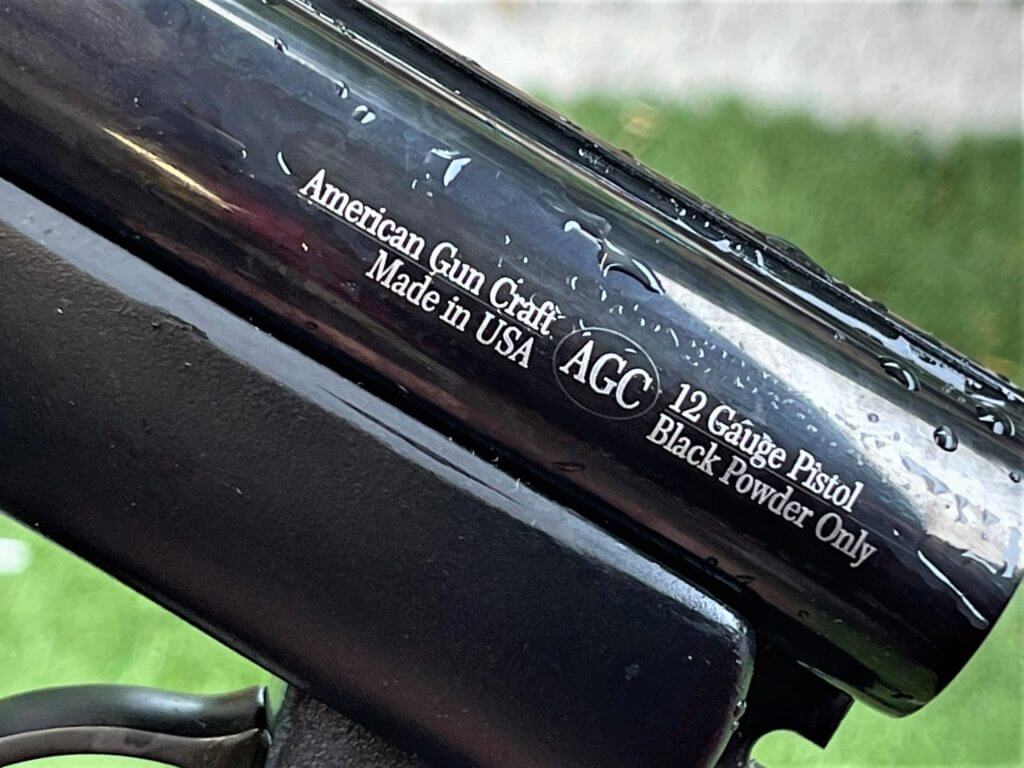 American Gun Craft
Made in USA
AGC
12 Gauge Pistol
Black Powder Only